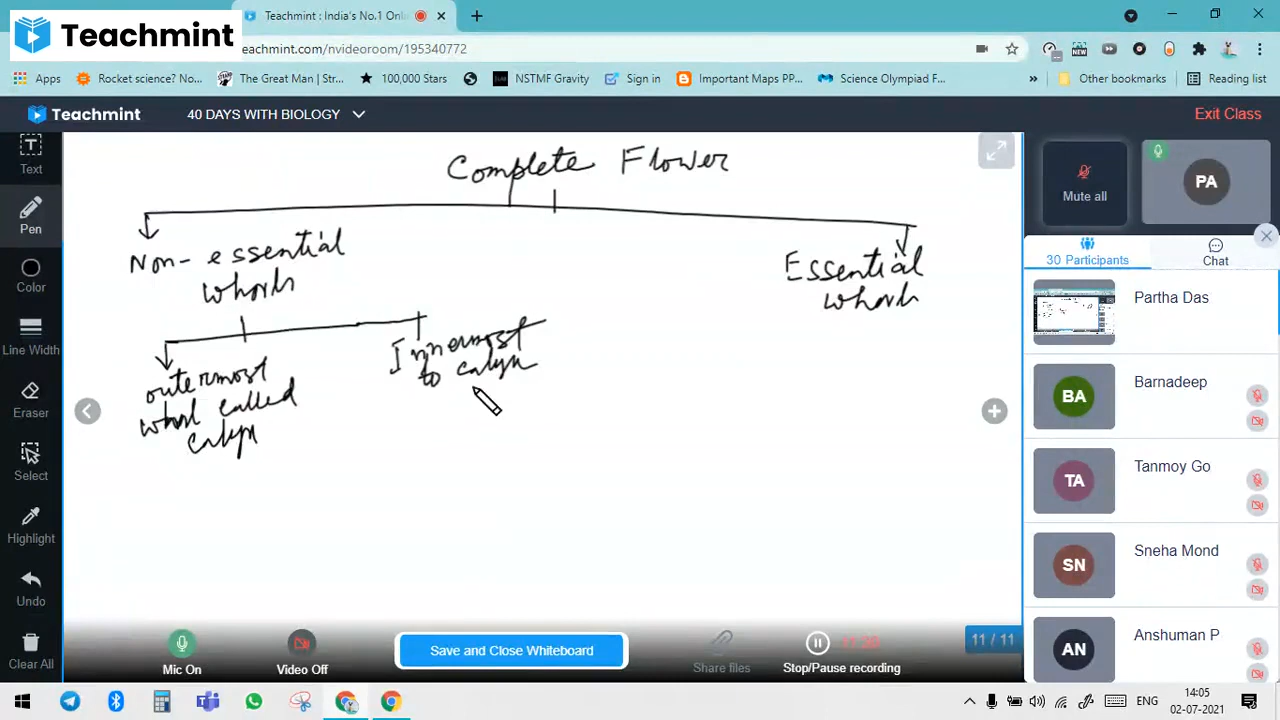 Teachmint : India's No.1 Onl
Teachmint
eachmint.com/nvideoroom/195340772
Apps
Rocket science? No...
The Great Man | Str...
100,000 Stars
NSTMF Gravity
Sign in
Important Maps PP...
Science Olympiad F...
»
Other bookmarks
Reading list
NEW
Teachmint
40 DAYS WITH BIOLOGY
Exit Class
Text
Pen
Color
Line Width
Eraser
Select
Highlight
Undo
Clear All
Complete Flower
Non-essential
whorls
Essential
whorls
outermost
whorl called
calyx
Innermost
to calyx
Mute all
PA
30 Participants
Chat
Partha Das
BA
Barnadeep
TA
Tanmoy Go
SN
Sneha Mond
AN
Anshuman P
Mic On
Video Off
Save and Close Whiteboard
Share files
Stop/Pause recording
11 / 11
ENG
14:05
02-07-2021